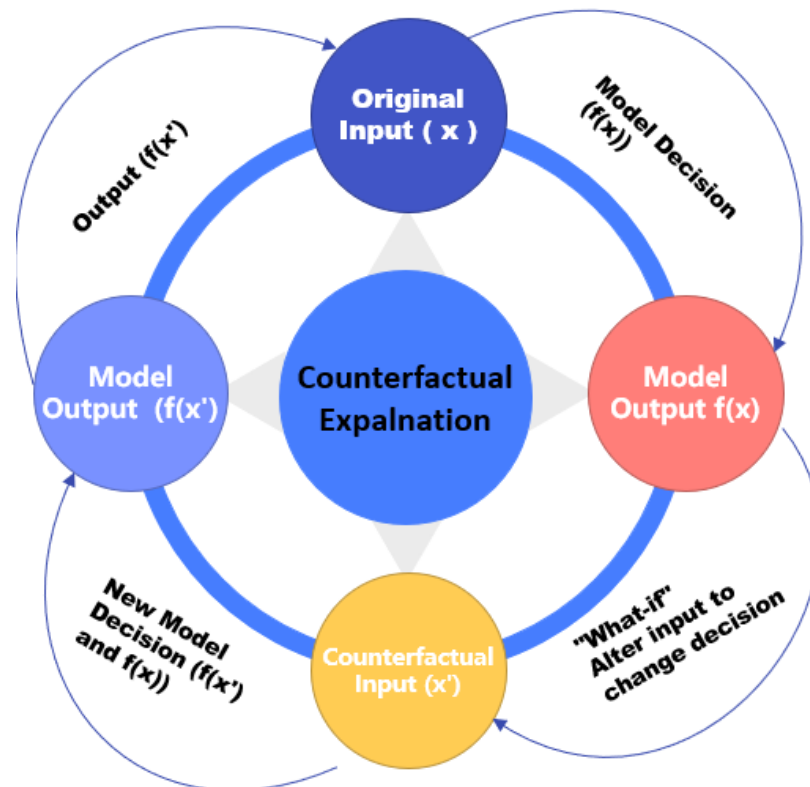 Original
Input ( x )
Model Decision
(f(x))
Output (f(x')
Model
Output (f(x')
Counterfactual
Expalnation
Model
Output f(x)
New Model
Decision (f(x')
and f(x))
Counterfactual
Input (x')
"What-if"
Alter input to
change decision